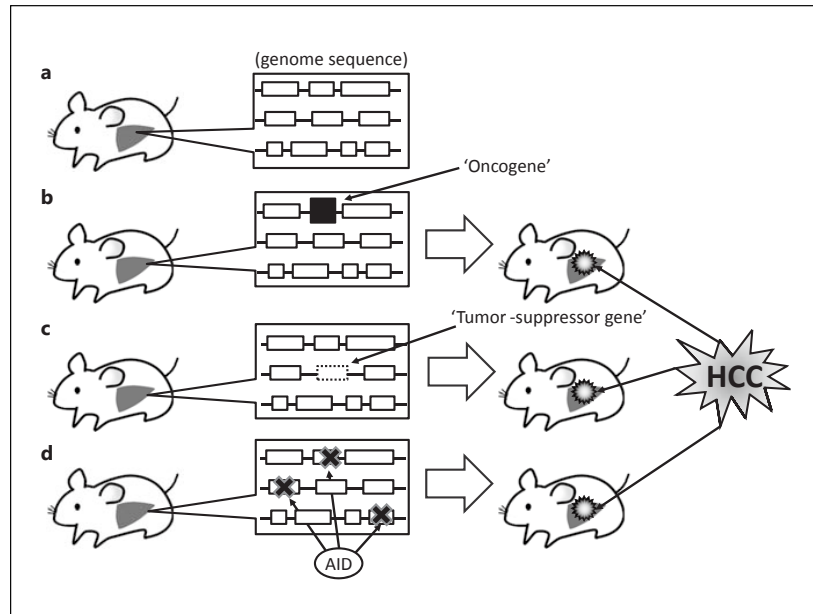 (genome sequence)
a
'Oncogene'
b
'Tumor -suppressor gene'
c
HCC
d
AID